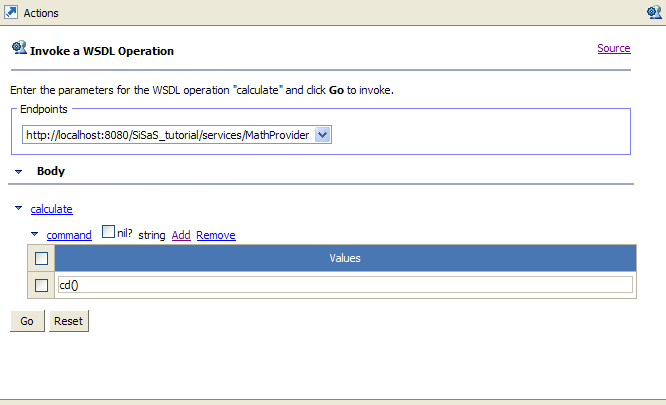 Actions
Invoke a WSDL Operation
Source
Enter the parameters for the WSDL operation "calculate" and click Go to invoke.
Endpoints
http://localhost:8080/SiSaS_tutorial/services/MathProvider
Body
calculate
command nil? string Add Remove
Values
cd()
Go Reset